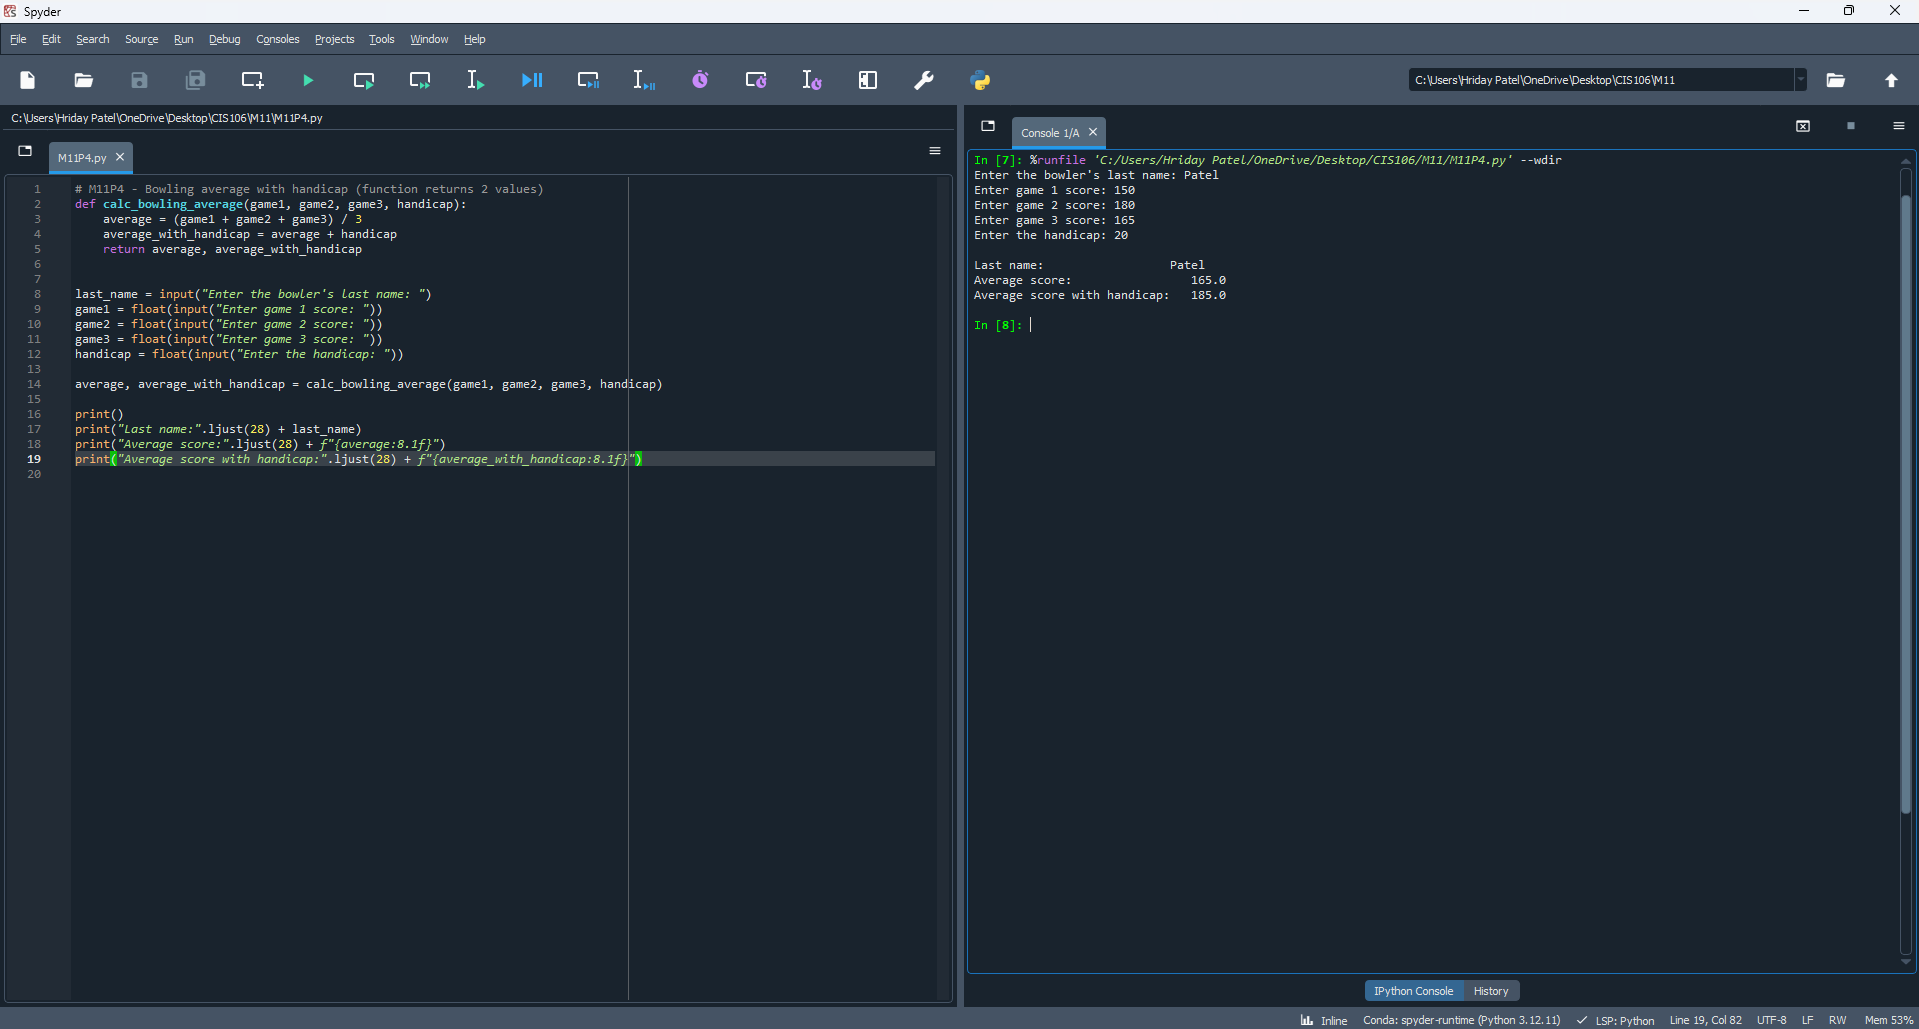 Spyder
File Edit Search Source Run Debug Consoles Projects Tools Window Help
C:\Users\Hriday Patel\OneDrive\Desktop\CIS106\M11
C:\Users\Hriday Patel\OneDrive\Desktop\CIS106\M11\M11P4.py
M11P4.py
1 # M11P4 - Bowling average with handicap (function returns 2 values)
2 def calc_bowling_average(game1, game2, game3, handicap):
3     average = (game1 + game2 + game3) / 3
4     average_with_handicap = average + handicap
5     return average, average_with_handicap
6
7
8 last_name = input("Enter the bowler's last name: ")
9 game1 = float(input("Enter game 1 score: "))
10 game2 = float(input("Enter game 2 score: "))
11 game3 = float(input("Enter game 3 score: "))
12 handicap = float(input("Enter the handicap: "))
13
14 average, average_with_handicap = calc_bowling_average(game1, game2, game3, handicap)
15
16 print()
17 print("Last name:".ljust(28) + last_name)
18 print("Average score:".ljust(28) + f"{average:8.1f}")
19 print("Average score with handicap:".ljust(28) + f"{average_with_handicap:8.1f}")
20
Console 1/A
In [7]: %runfile 'C:/Users/Hriday Patel/OneDrive/Desktop/CIS106/M11/M11P4.py' --wdir
Enter the bowler's last name: Patel
Enter game 1 score: 150
Enter game 2 score: 180
Enter game 3 score: 165
Enter the handicap: 20

Last name:                  Patel
Average score:                 165.0
Average score with handicap:   185.0

In [8]:
IPython Console History
Inline Conda: spyder-runtime (Python 3.12.11) LSP: Python Line 19, Col 82 UTF-8 LF RW Mem 53%